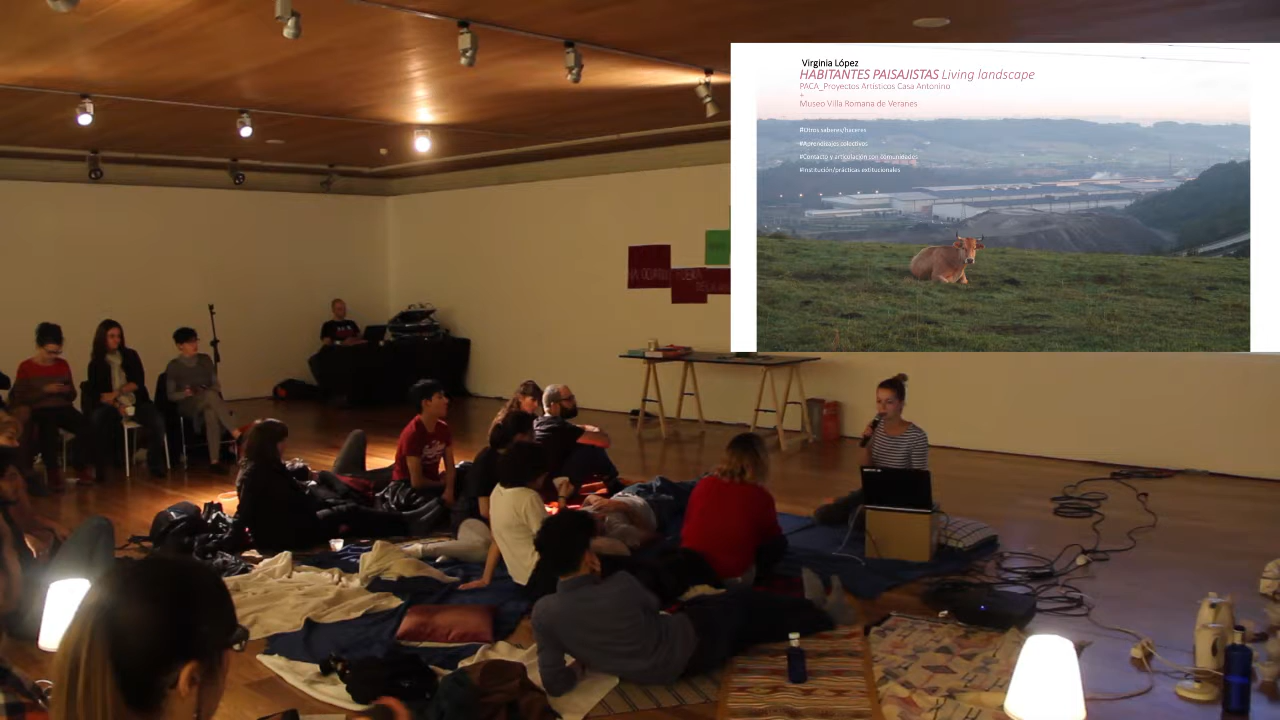 Virginia López
HABITANTES PAISAJISTAS Living landscape
PACA_Proyectos Artísticos Casa Antonino
+
Museo Villa Romana de Veranes
#Otros saberes/haceres
#Aprendizajes colectivos
#Contacto y articulación con comunidades
#Institución/prácticas extitucionales